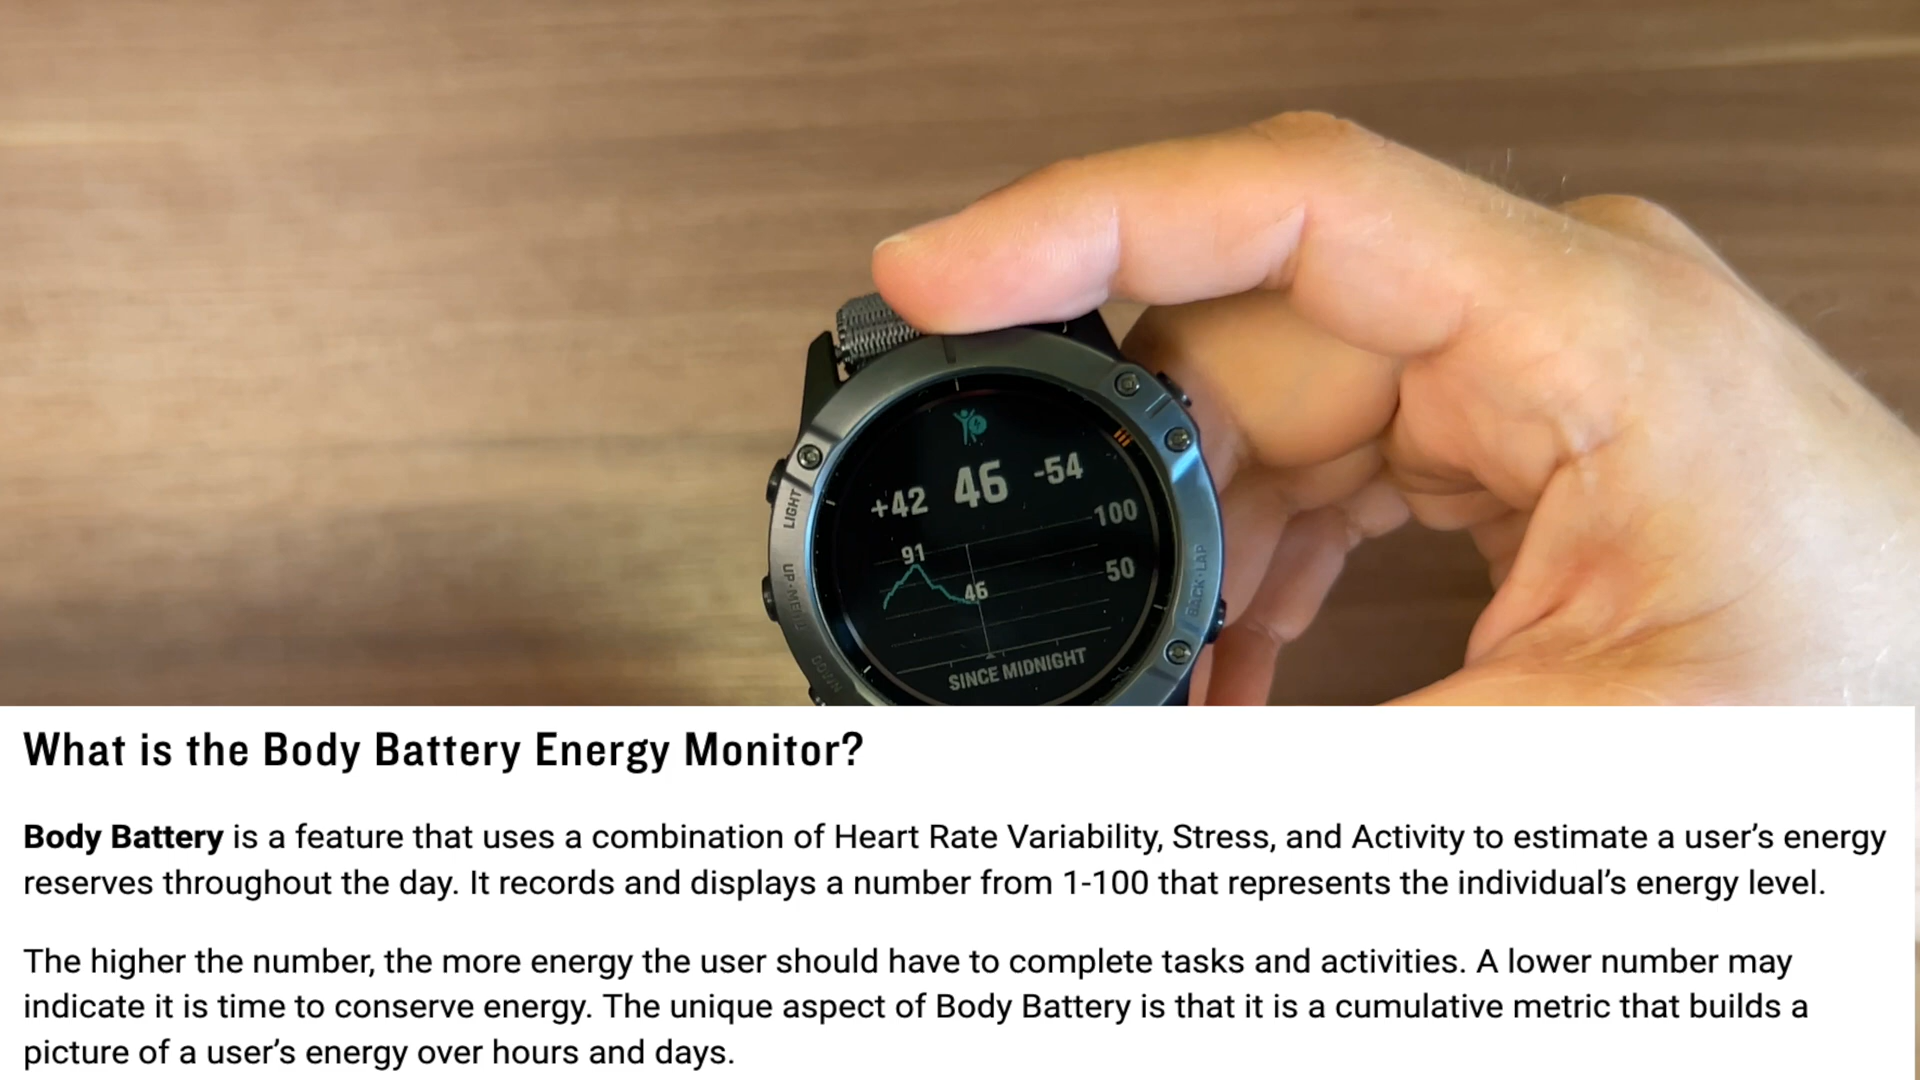 +42 46 -54
100
91
50
46
SINCE MIDNIGHT
LIGHT
UP·MENU
DOWN
BACK·LAP
What is the Body Battery Energy Monitor?
Body Battery is a feature that uses a combination of Heart Rate Variability, Stress, and Activity to estimate a user’s energy
reserves throughout the day. It records and displays a number from 1-100 that represents the individual’s energy level.
The higher the number, the more energy the user should have to complete tasks and activities. A lower number may
indicate it is time to conserve energy. The unique aspect of Body Battery is that it is a cumulative metric that builds a
picture of a user’s energy over hours and days.